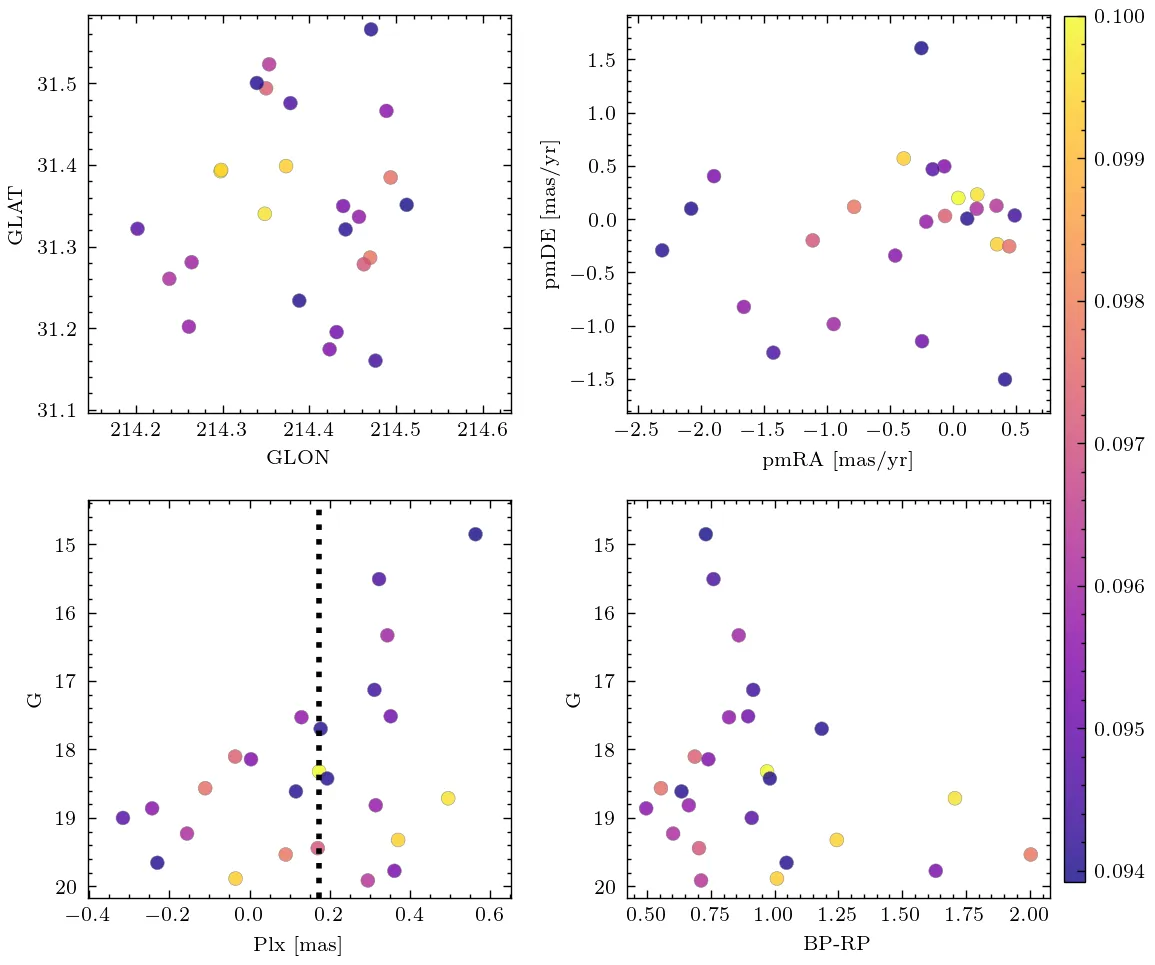 31.5
31.4
31.3
31.2
31.1
GLAT
214.2 214.3 214.4 214.5 214.6
GLON
1.5
1.0
0.5
0.0
−0.5
−1.0
−1.5
pmDE [mas/yr]
−2.5 −2.0 −1.5 −1.0 −0.5 0.0 0.5
pmRA [mas/yr]
0.100
0.099
0.098
0.097
0.096
0.095
0.094
15
16
17
18
19
20
G
−0.4 −0.2 0.0 0.2 0.4 0.6
Plx [mas]
15
16
17
18
19
20
G
0.50 0.75 1.00 1.25 1.50 1.75 2.00
BP-RP